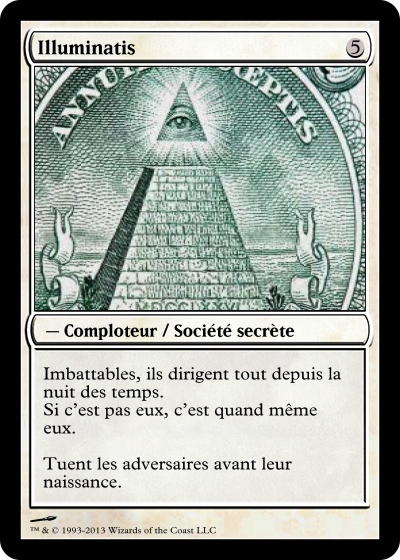 Illuminatis 5
ANNUIT CŒPTIS
MDCCLXXVI
— Comploteur / Société secrète
Imbattables, ils dirigent tout depuis la
nuit des temps.
Si c'est pas eux, c'est quand même
eux.
Tuent les adversaires avant leur
naissance.
™ & © 1993-2013 Wizards of the Coast LLC